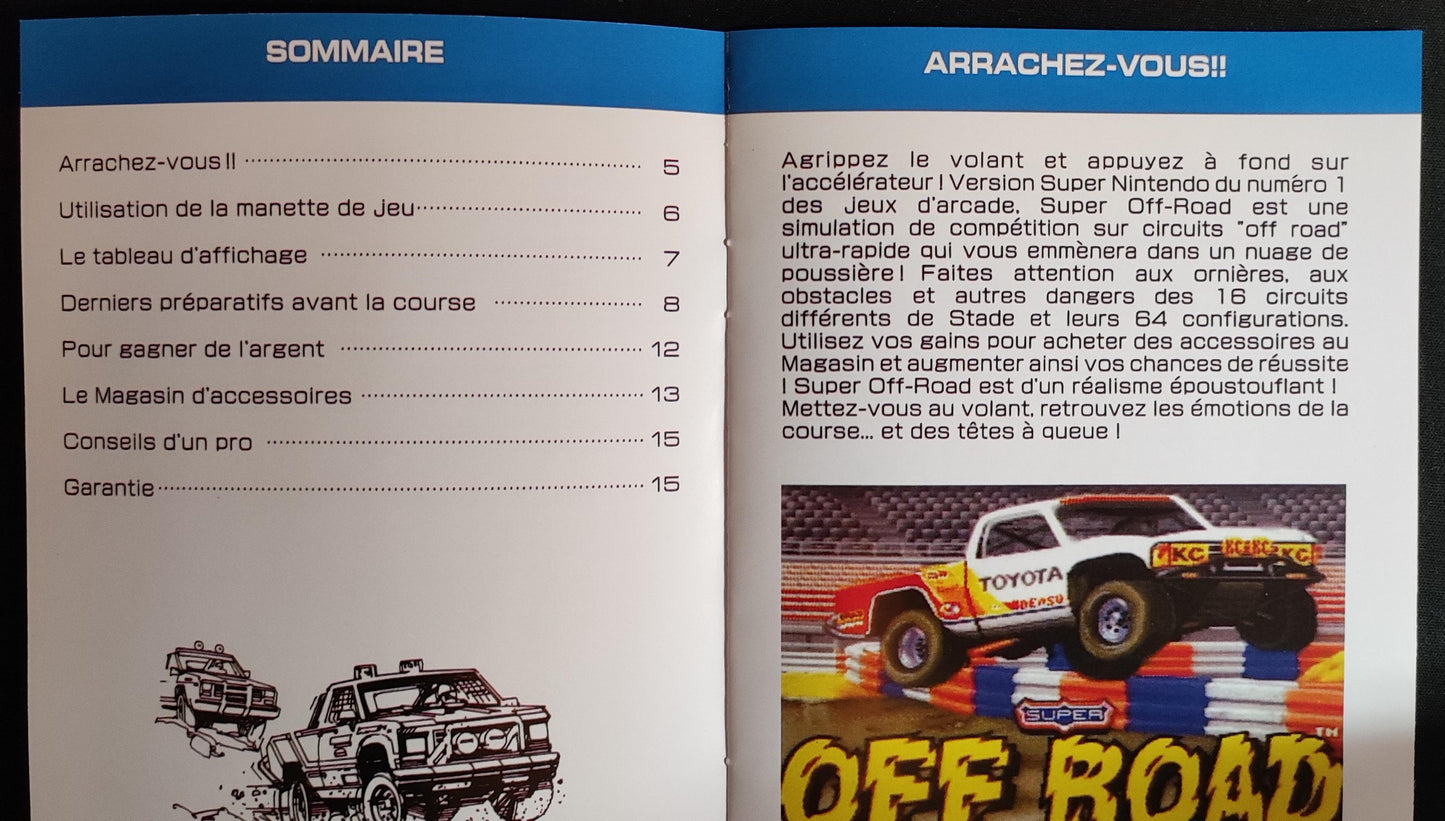 SOMMAIRE
Arrachez-vous!! 5
Utilisation de la manette de jeu 6
Le tableau d'affichage 7
Derniers préparatifs avant la course 8
Pour gagner de l'argent 12
Le Magasin d'accessoires 13
Conseils d'un pro 15
Garantie 15
ARRACHEZ-VOUS!!
Agrippez le volant et appuyez à fond sur
l'accélérateur ! Version Super Nintendo du numéro 1
des Jeux d'arcade, Super Off-Road est une
simulation de compétition sur circuits "off road"
ultra-rapide qui vous emmènera dans un nuage de
poussière ! Faites attention aux ornières, aux
obstacles et autres dangers des 16 circuits
différents de Stade et leurs 64 configurations.
Utilisez vos gains pour acheter des accessoires au
Magasin et augmenter ainsi vos chances de réussite
! Super Off-Road est d'un réalisme époustouflant !
Mettez-vous au volant, retrouvez les émotions de la
course... et des têtes à queue !
KC KC KC KC
TOYOTA
SUPER
TM
OFF ROAD